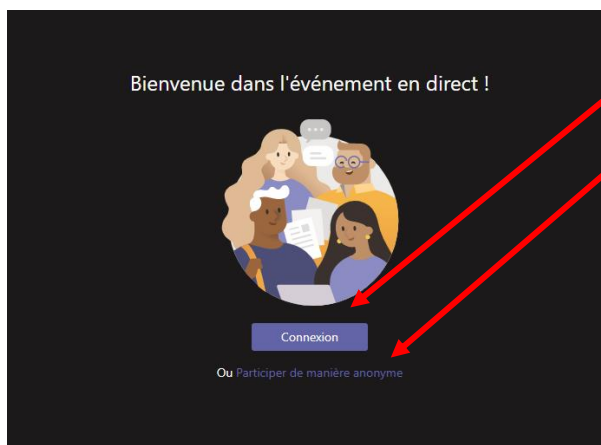 Bienvenue dans l'événement en direct !
Connexion
Ou Participer de manière anonyme